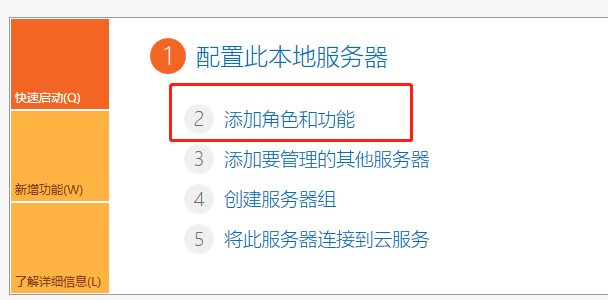 1 配置此本地服务器
快速启动(Q)
2 添加角色和功能
3 添加要管理的其他服务器
新增功能(W)
4 创建服务器组
5 将此服务器连接到云服务
了解详细信息(L)